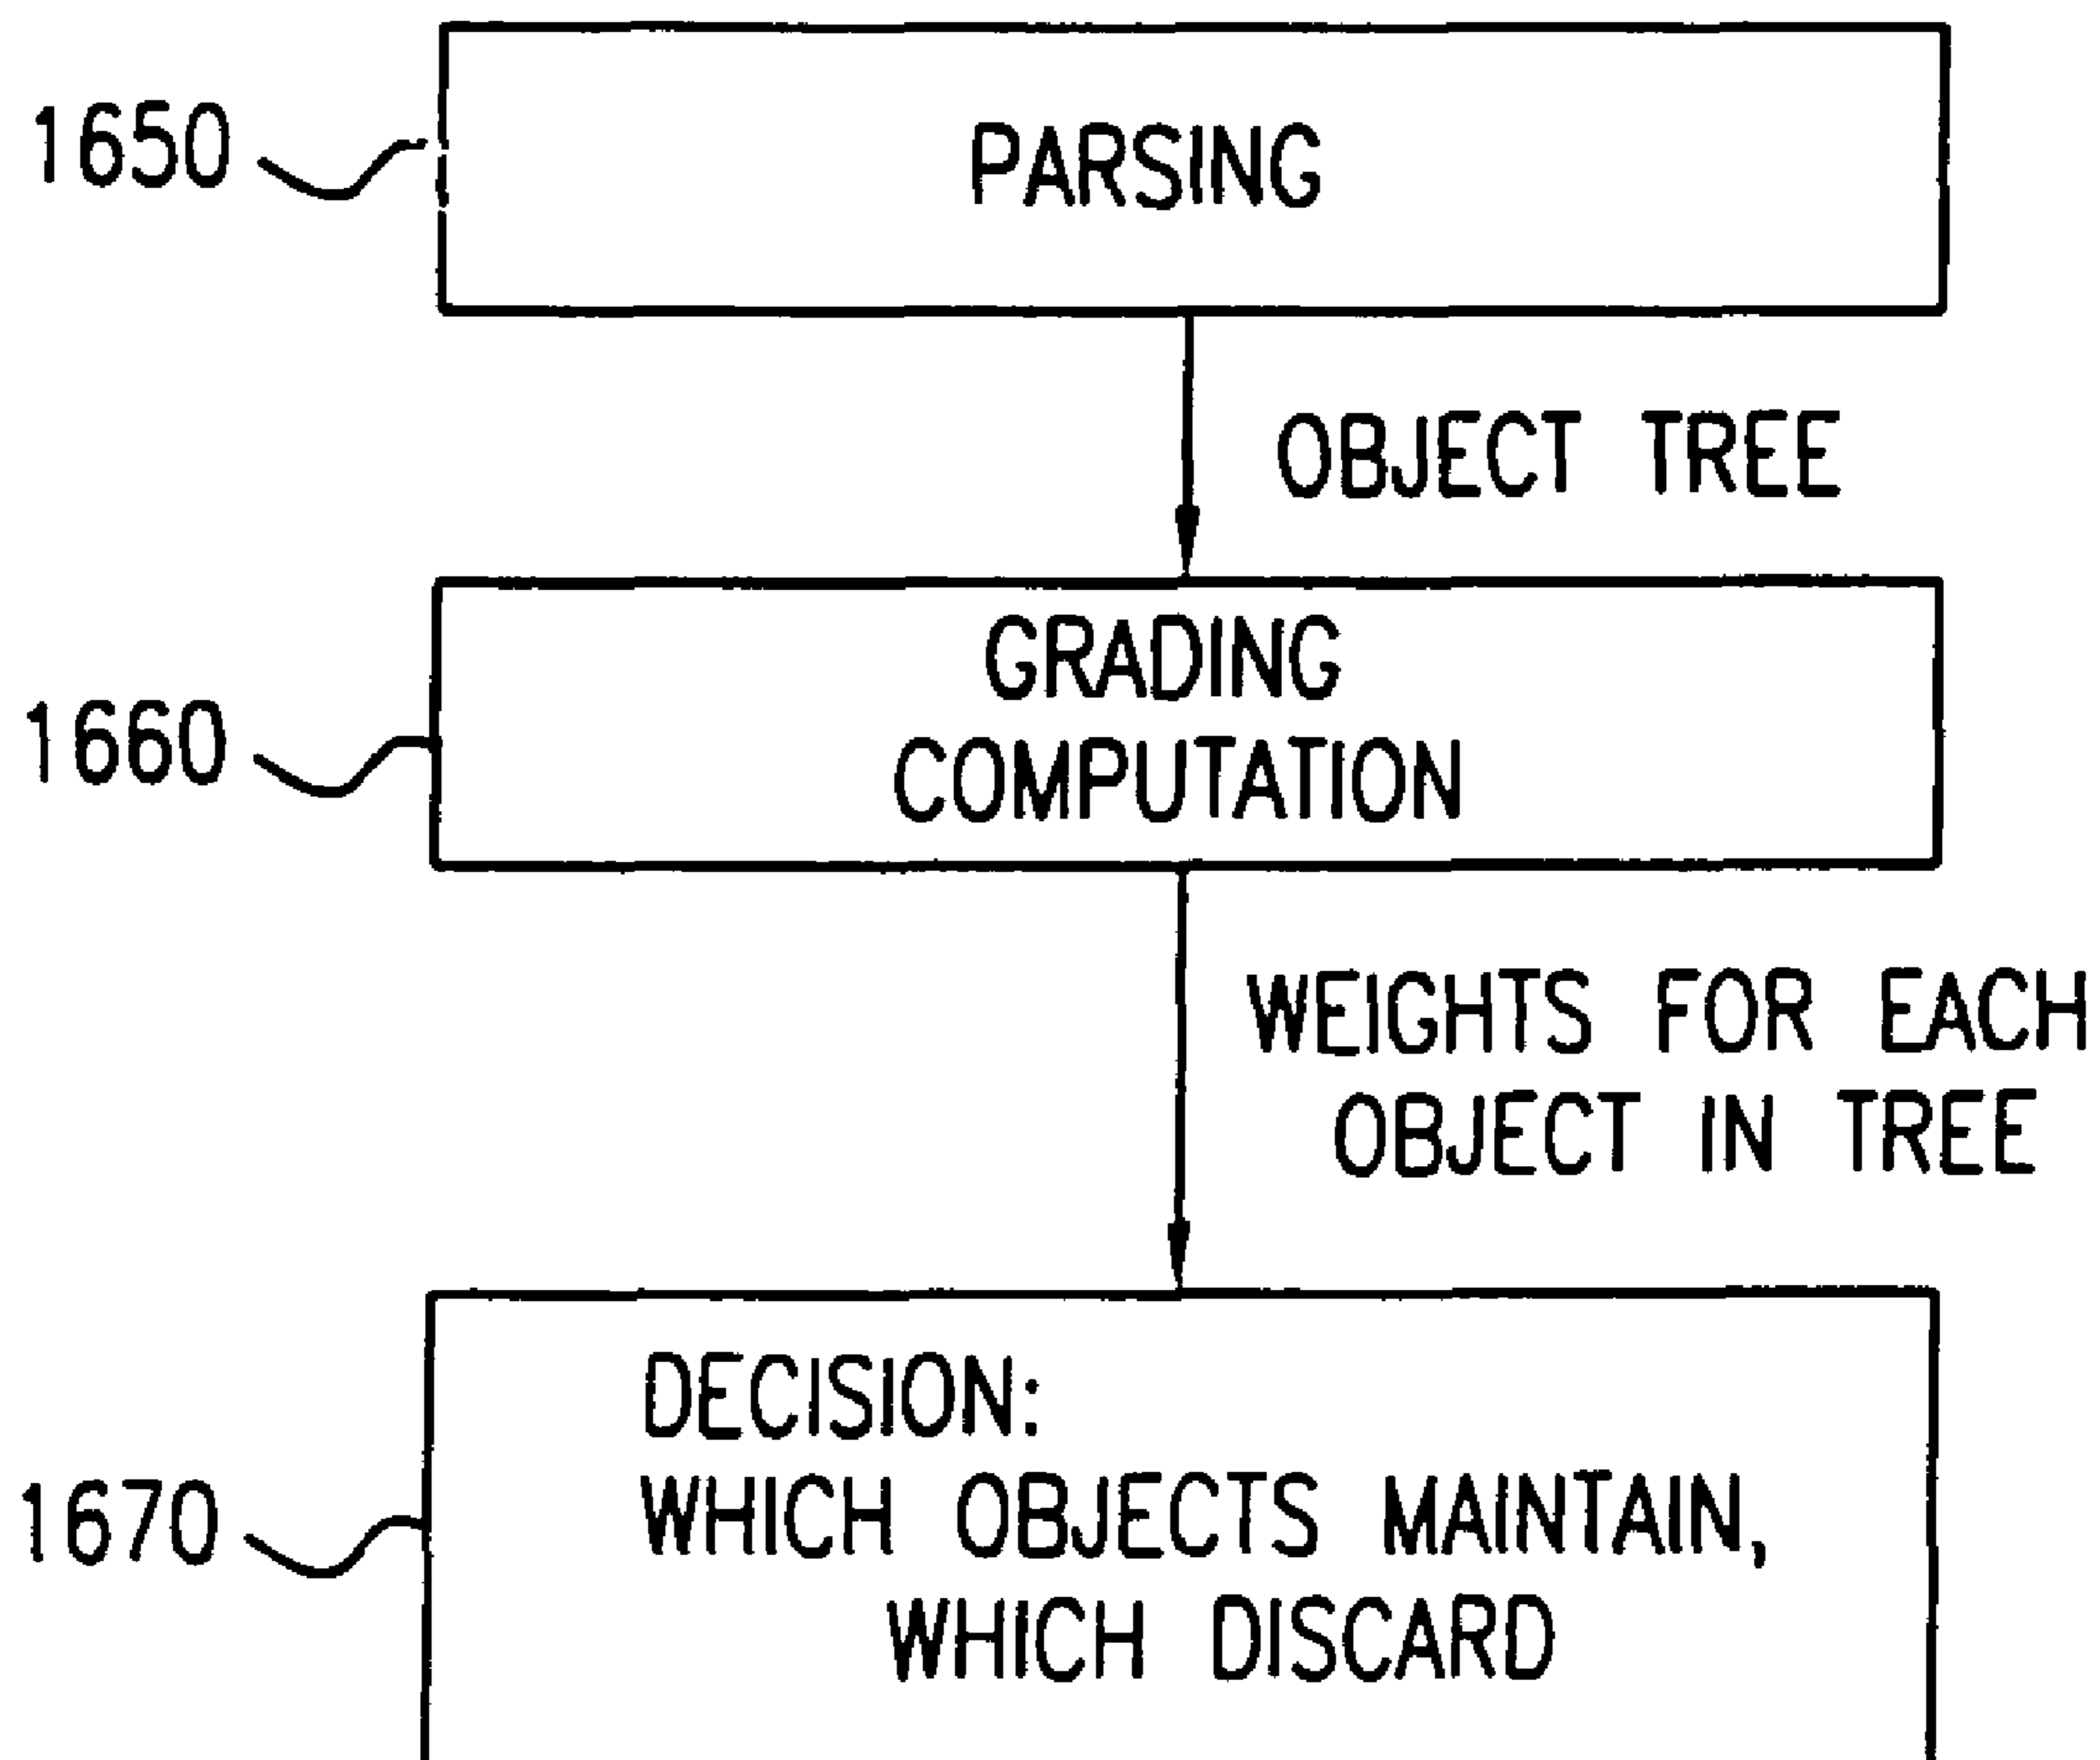 1650
PARSING
OBJECT TREE
GRADING
1660
COMPUTATION
WEIGHTS FOR EACH
OBJECT IN TREE
DECISION:
1670
WHICH OBJECTS MAINTAIN,
WHICH DISCARD